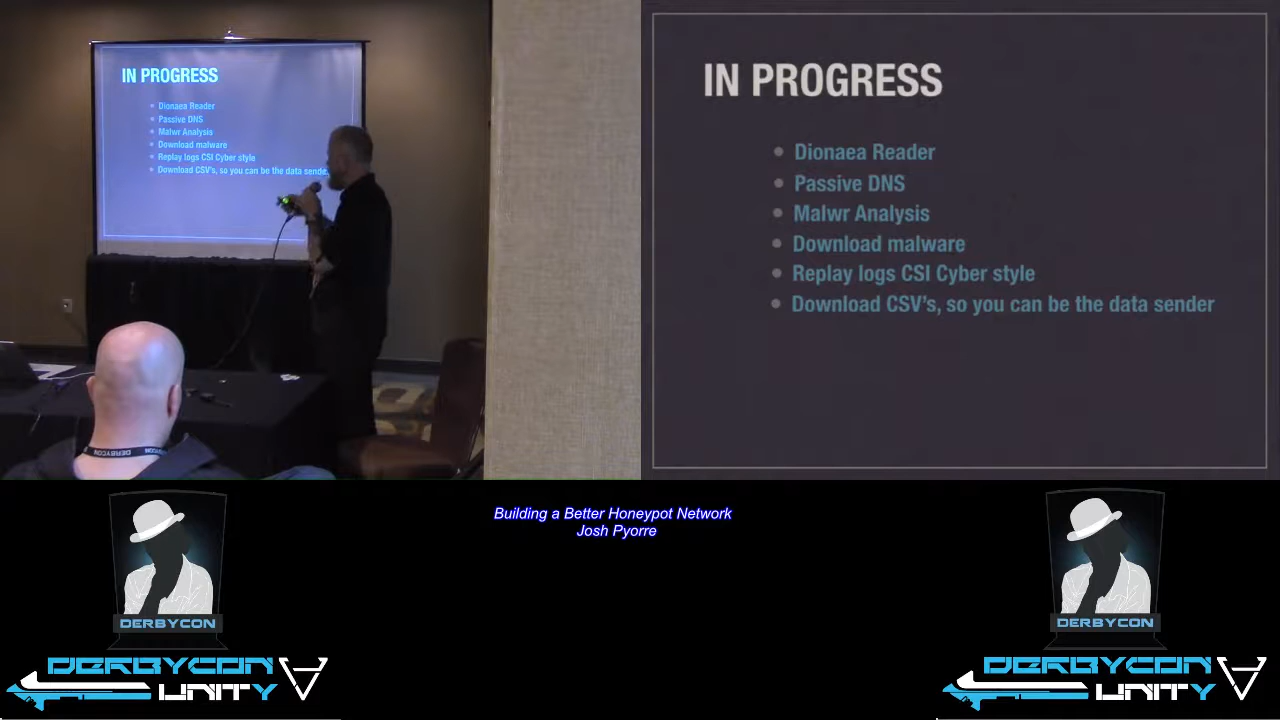 IN PROGRESS
Dionaea Reader
Passive DNS
Malwr Analysis
Download malware
Replay logs CSI Cyber style
Download CSV's, so you can be the data sende
DERBYCON
IN PROGRESS
Dionaea Reader
Passive DNS
Malwr Analysis
Download malware
Replay logs CSI Cyber style
Download CSV's, so you can be the data sender
Building a Better Honeypot Network
Josh Pyorre
DERBYCON
DERBYCON
UNITY
DERBYCON
DERBYCON
UNITY